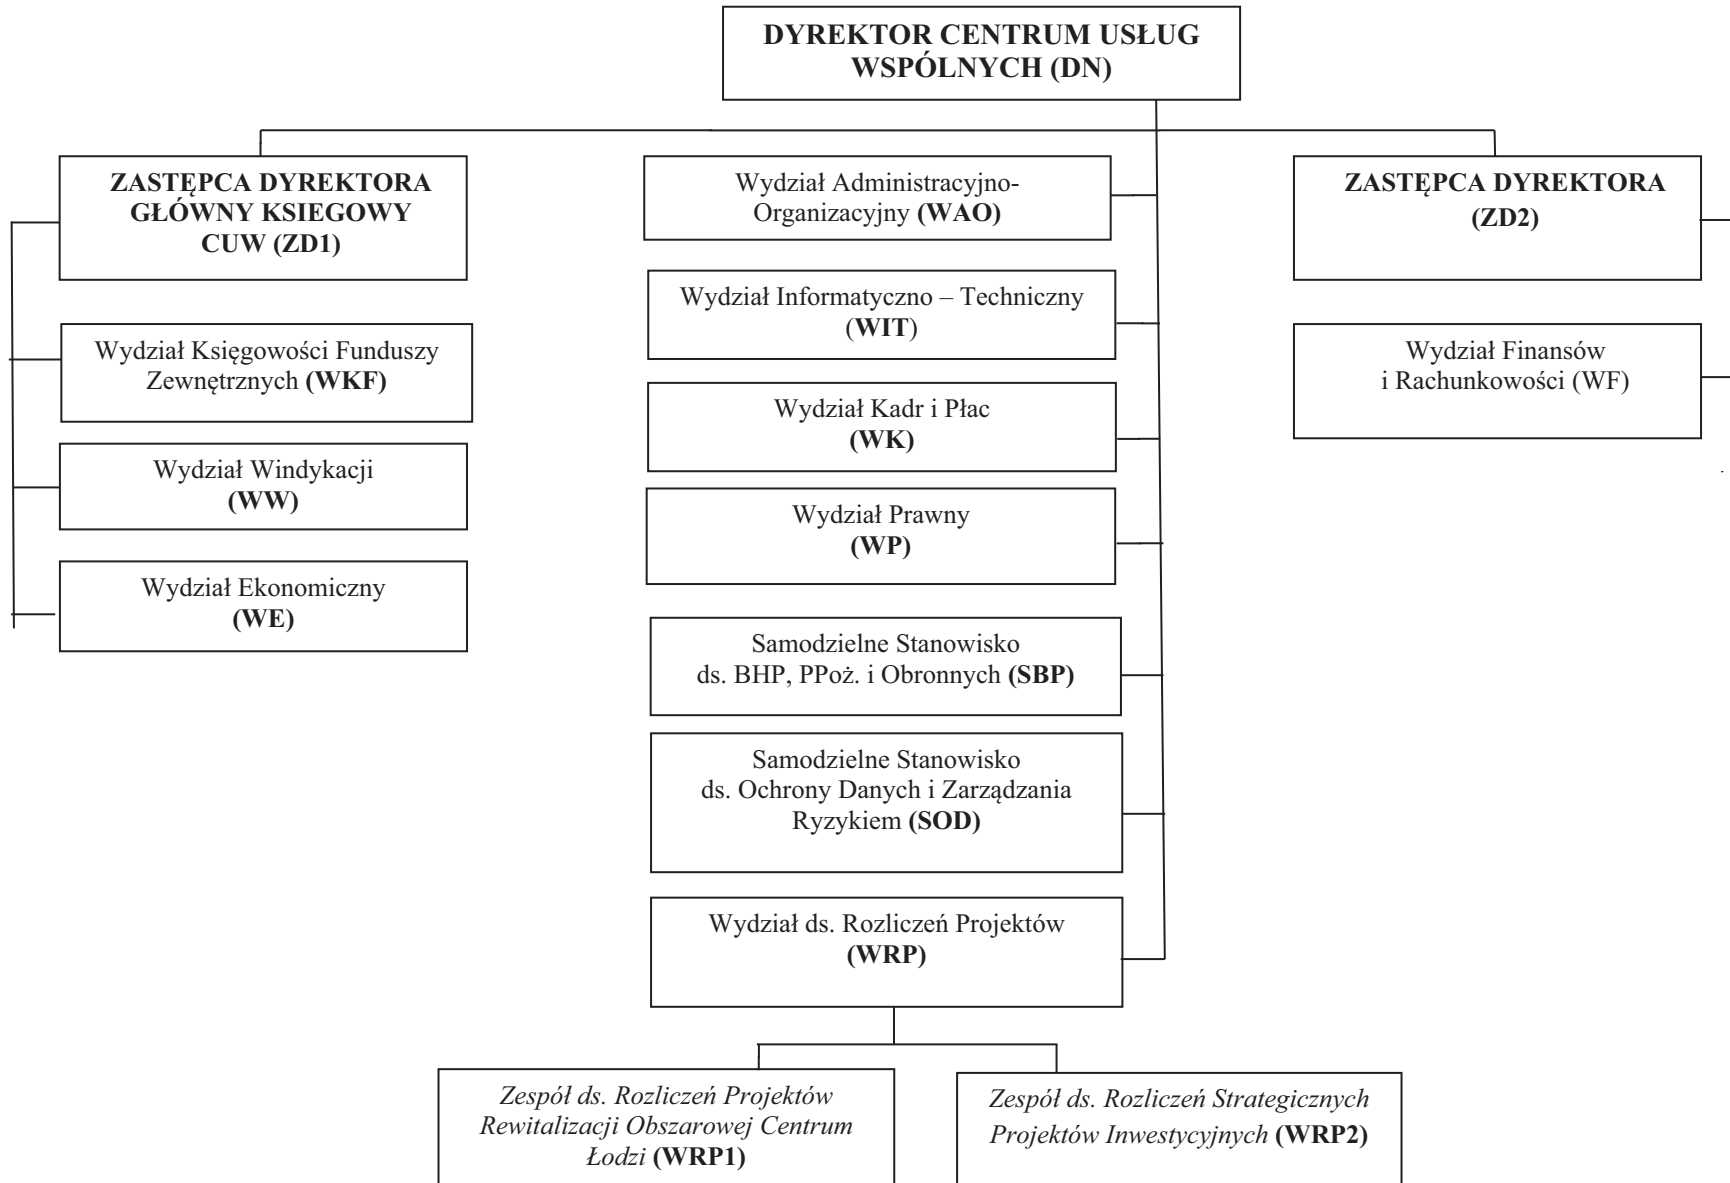 DYREKTOR CENTRUM USŁUG
WSPÓLNYCH (DN)
ZASTĘPCA DYREKTORA
GŁÓWNY KSIEGOWY
CUW (ZD1)
Wydział Księgowości Funduszy
Zewnętrznych (WKF)
Wydział Windykacji
(WW)
Wydział Ekonomiczny
(WE)
Wydział Administracyjno-
Organizacyjny (WAO)
Wydział Informatyczno – Techniczny
(WIT)
Wydział Kadr i Płac
(WK)
Wydział Prawny
(WP)
Samodzielne Stanowisko
ds. BHP, PPoż. i Obronnych (SBP)
Samodzielne Stanowisko
ds. Ochrony Danych i Zarządzania
Ryzykiem (SOD)
Wydział ds. Rozliczeń Projektów
(WRP)
Zespół ds. Rozliczeń Projektów
Rewitalizacji Obszarowej Centrum
Łodzi (WRP1)
Zespół ds. Rozliczeń Strategicznych
Projektów Inwestycyjnych (WRP2)
ZASTĘPCA DYREKTORA
(ZD2)
Wydział Finansów
i Rachunkowości (WF)